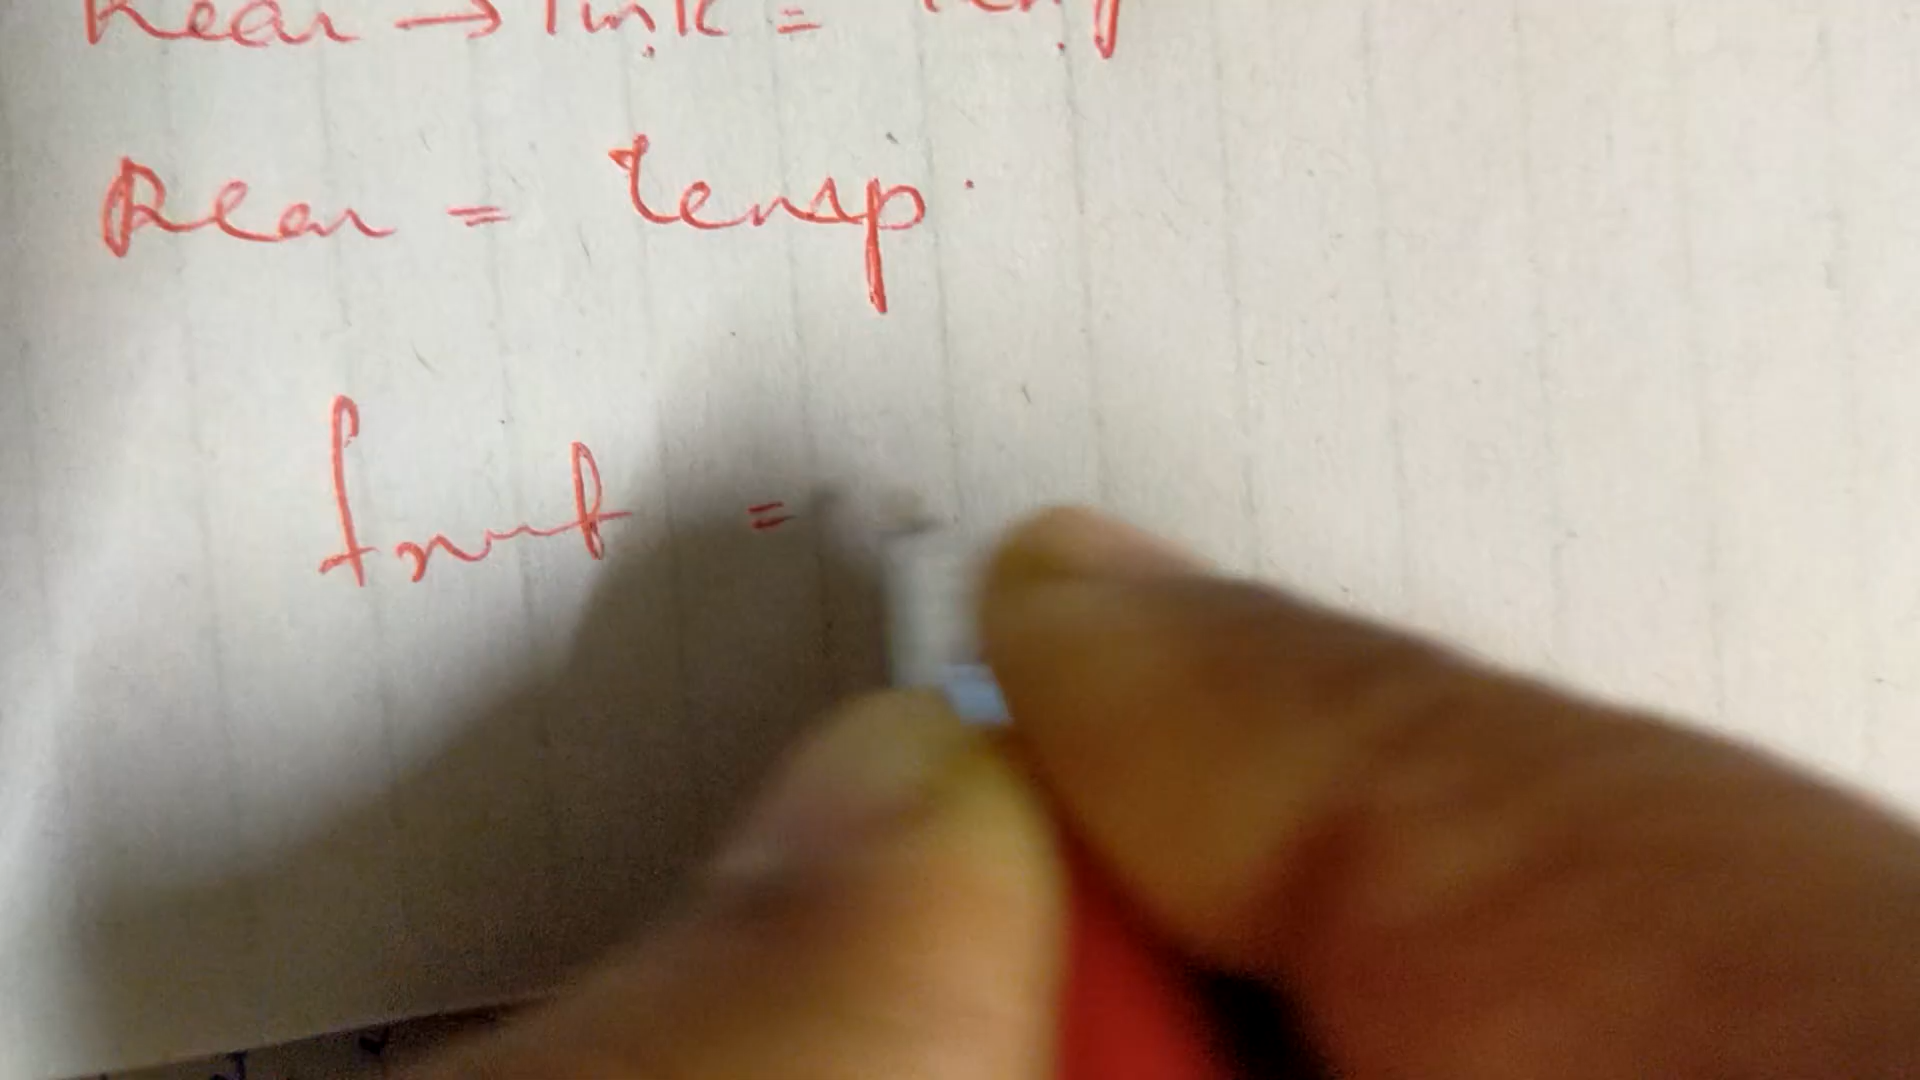 Rear → link = temp
Rear = temp
front =